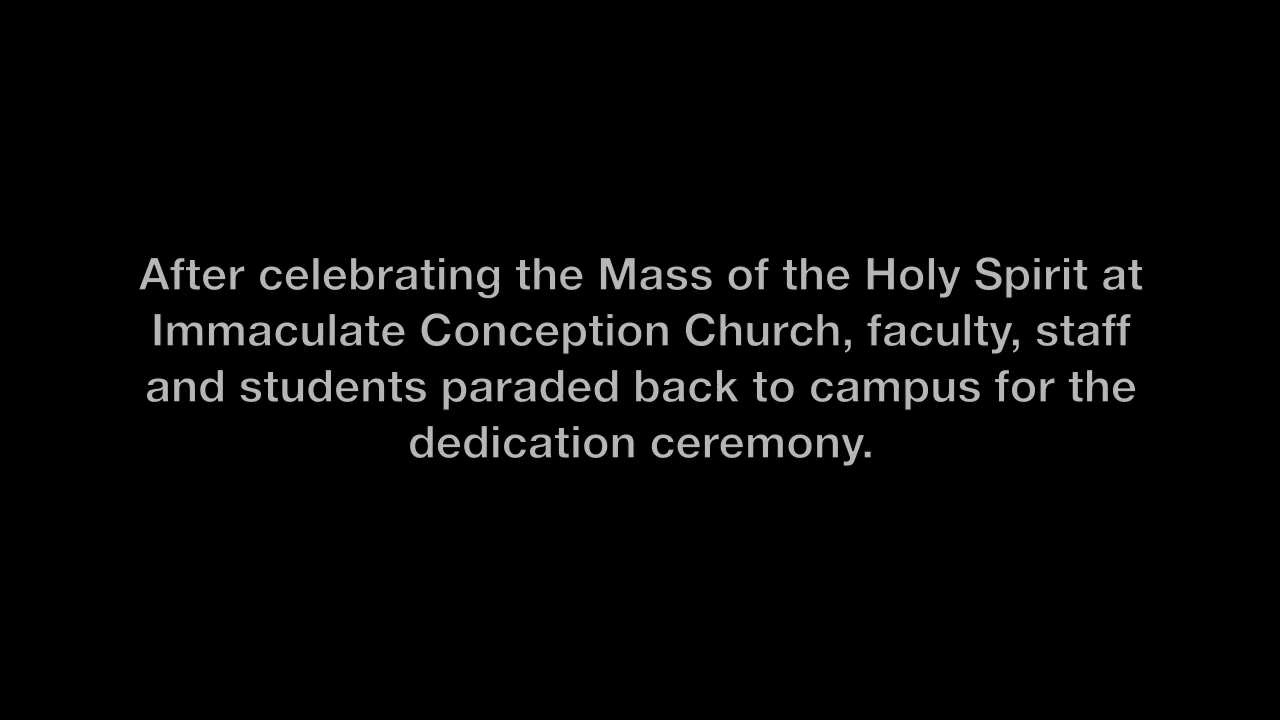 After celebrating the Mass of the Holy Spirit at
Immaculate Conception Church, faculty, staff
and students paraded back to campus for the
dedication ceremony.